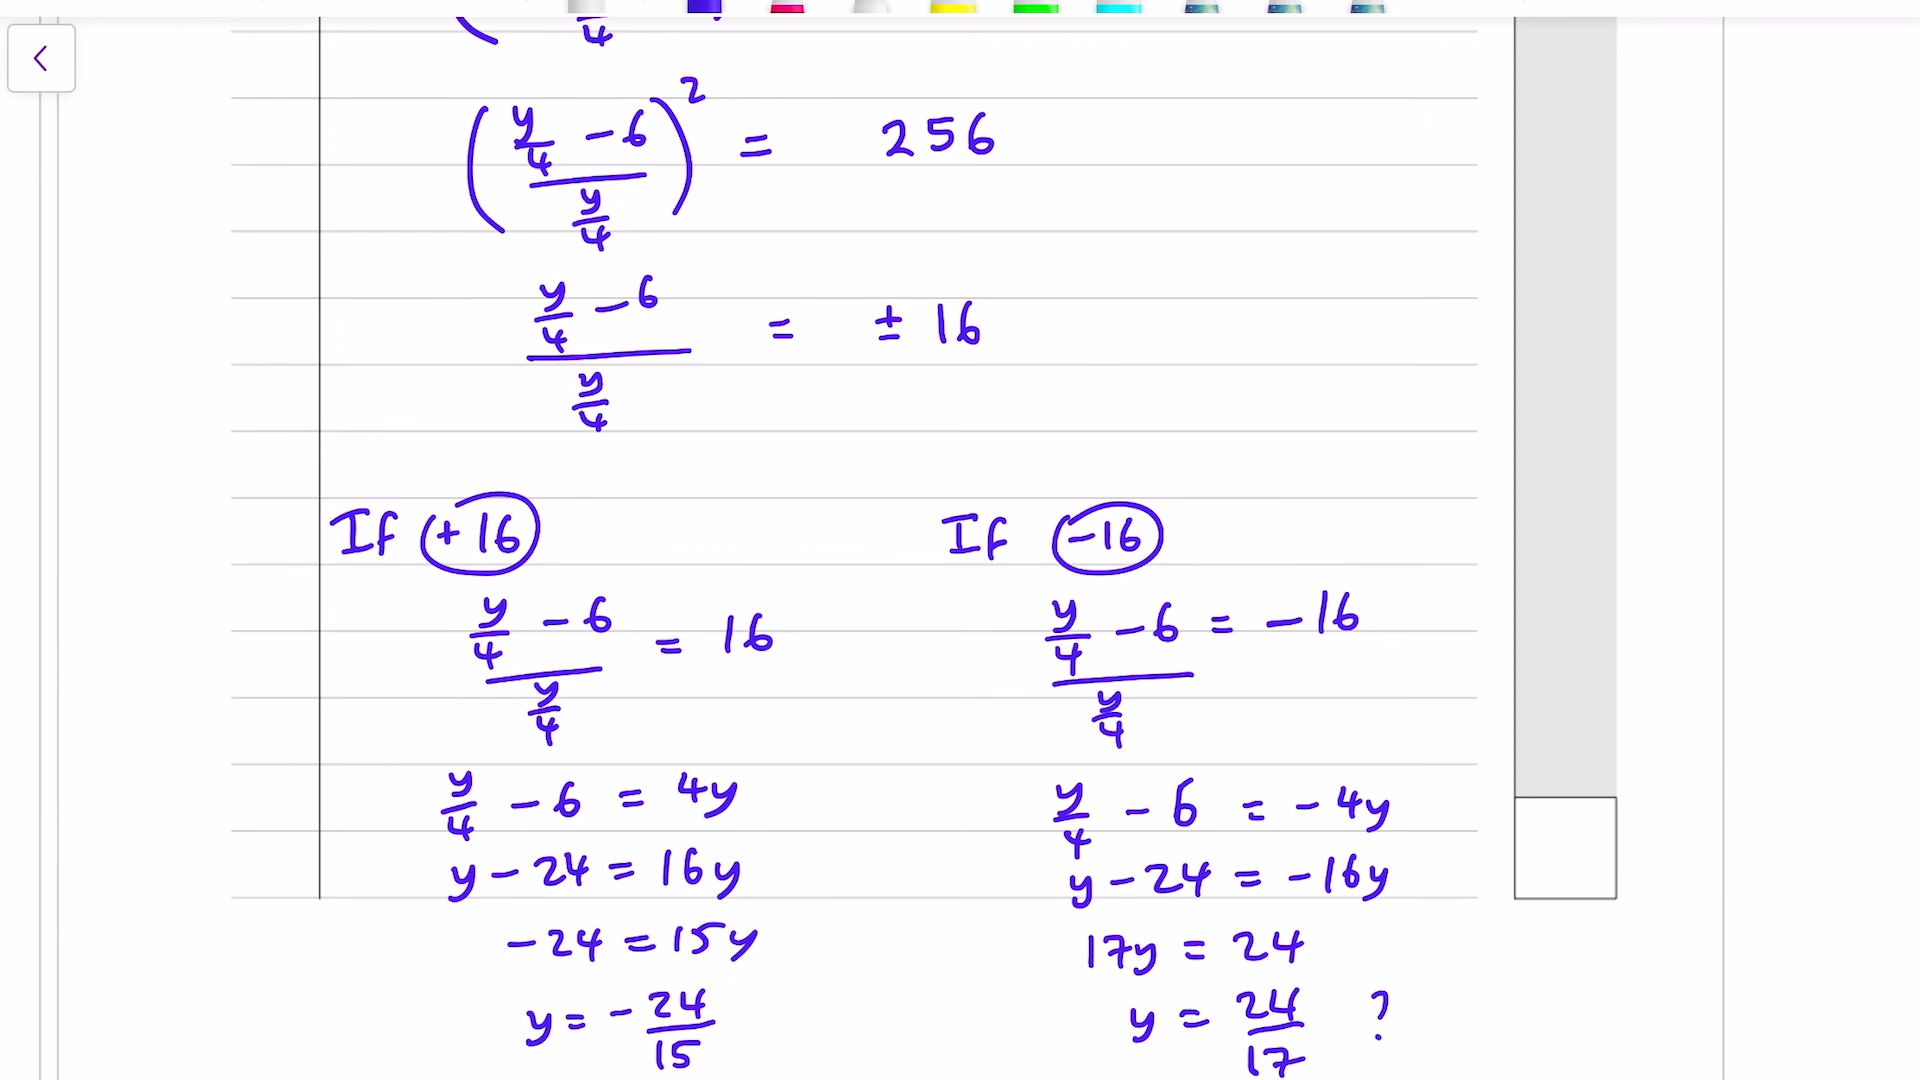 y/4
(y/4 - 6 / y/4)² = 256
y/4 - 6 / y/4 = ± 16
If +16
y/4 - 6 / y/4 = 16
y/4 - 6 = 4y
y - 24 = 16y
-24 = 15y
y = - 24/15
If -16
y/4 - 6 / y/4 = -16
y/4 - 6 = -4y
y - 24 = -16y
17y = 24
y = 24/17 ?